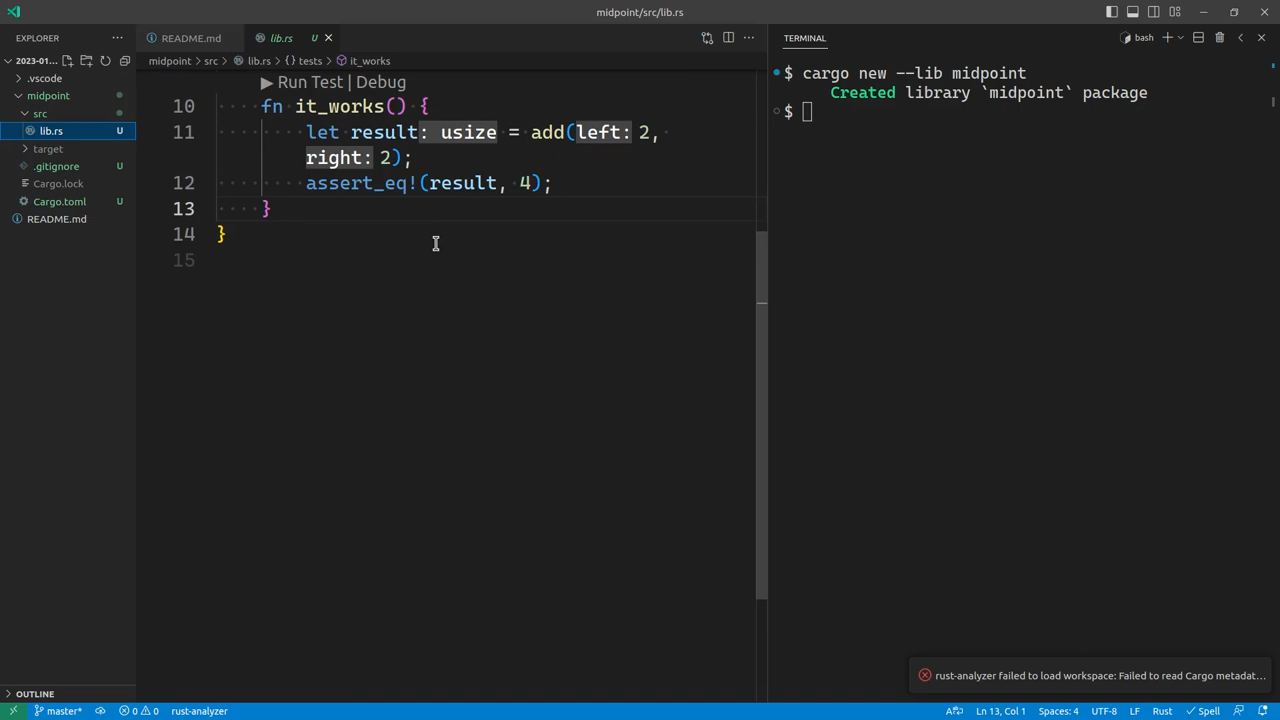 midpoint/src/lib.rs
EXPLORER
2023-01...
.vscode
midpoint
src
lib.rs U
target
.gitignore
Cargo.lock
Cargo.toml U
README.md
OUTLINE
README.md
lib.rs U
midpoint > src > lib.rs > {} tests > it_works
Run Test | Debug
10 fn it_works() {
11 let result: usize = add(left: 2,
right: 2);
12 assert_eq!(result, 4);
13 }
14 }
15
TERMINAL
bash
$ cargo new --lib midpoint
Created library `midpoint` package
$
rust-analyzer failed to load workspace: Failed to read Cargo metadat...
master*
0 0
rust-analyzer
Ln 13, Col 1
Spaces: 4
UTF-8
LF
Rust
Spell